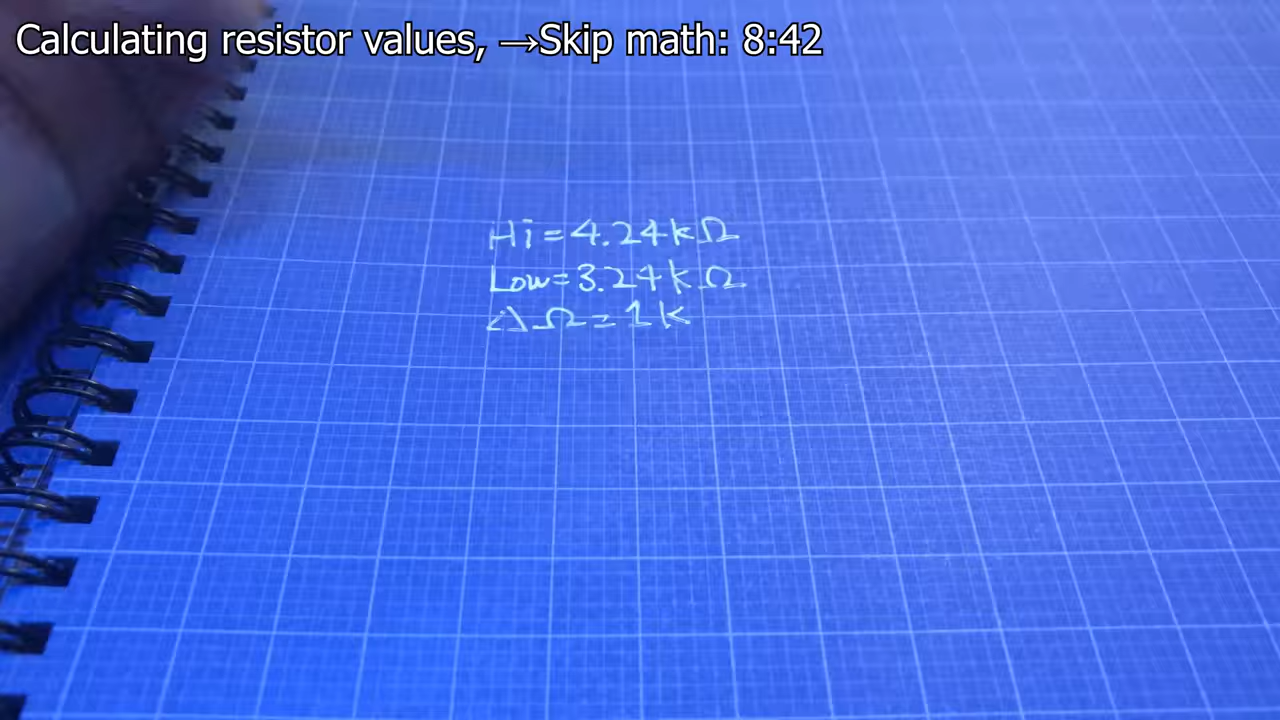 Calculating resistor values, →Skip math: 8:42
Hi=4.24kΩ
Low=3.24kΩ
ΔΩ=1k